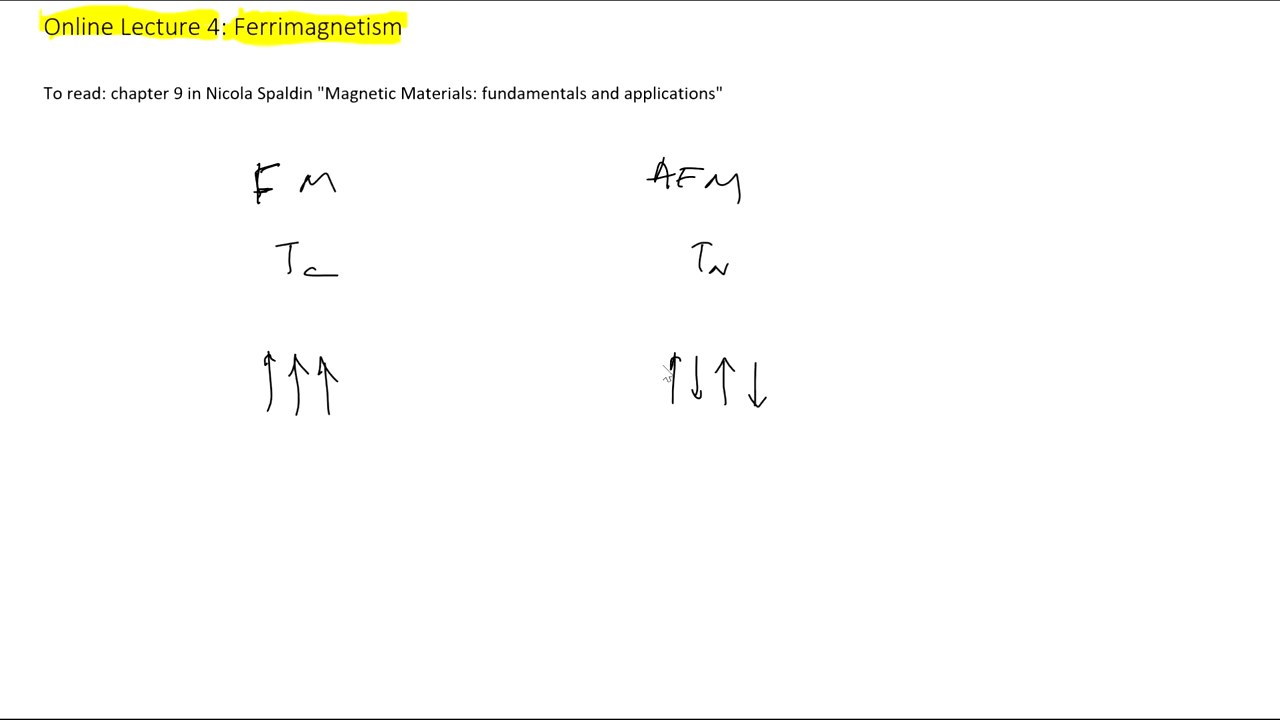 Online Lecture 4: Ferrimagnetism
To read: chapter 9 in Nicola Spaldin "Magnetic Materials: fundamentals and applications"
FM AFM
Tc TN